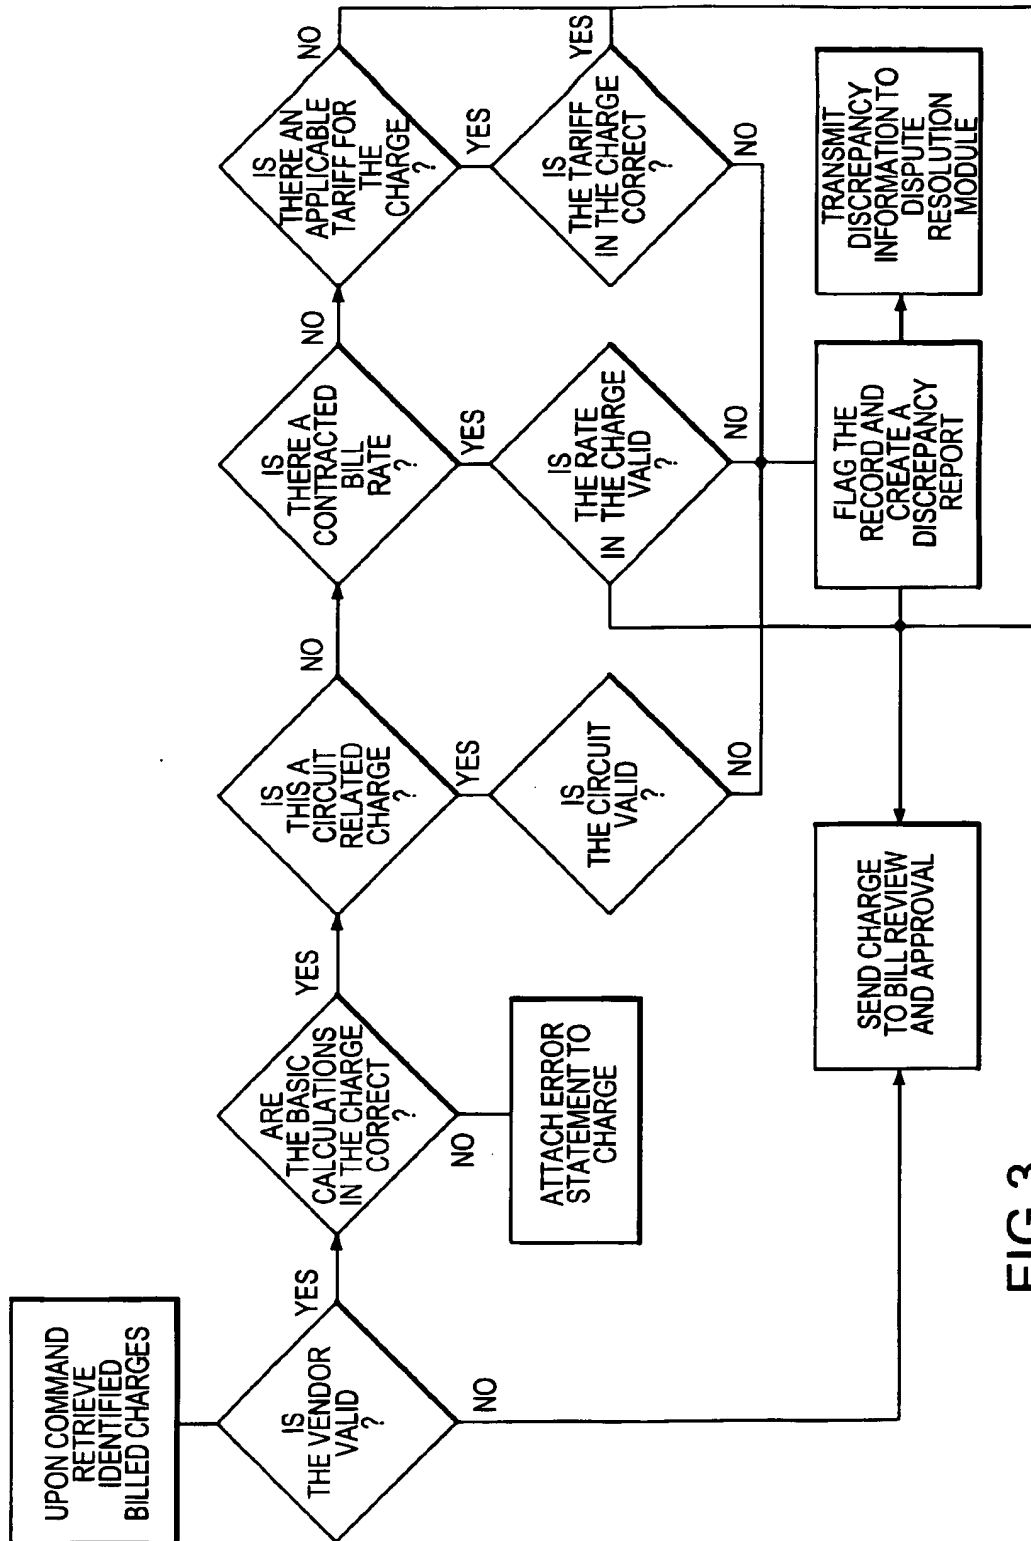 UPON COMMAND
RETRIEVE
IDENTIFIED
BILLED CHARGES
IS
THE VENDOR
VALID
?
YES
NO
ARE
THE BASIC
CALCULATIONS
IN THE CHARGE
CORRECT
?
YES
NO
ATTACH ERROR
STATEMENT TO
CHARGE
IS
THIS A
CIRCUIT
RELATED
CHARGE
?
NO
YES
IS
THE CIRCUIT
VALID
?
NO
IS
THERE A
CONTRACTED
BILL
RATE
?
NO
YES
IS
THE RATE
IN THE CHARGE
VALID
?
NO
IS
THERE AN
APPLICABLE
TARIFF FOR
THE
CHARGE
?
NO
YES
IS
THE TARIFF
IN THE CHARGE
CORRECT
?
YES
NO
SEND CHARGE
TO BILL REVIEW
AND APPROVAL
FLAG THE
RECORD AND
CREATE A
DISCREPANCY
REPORT
TRANSMIT
DISCREPANCY
INFORMATION TO
DISPUTE
RESOLUTION
MODULE
FIG.3